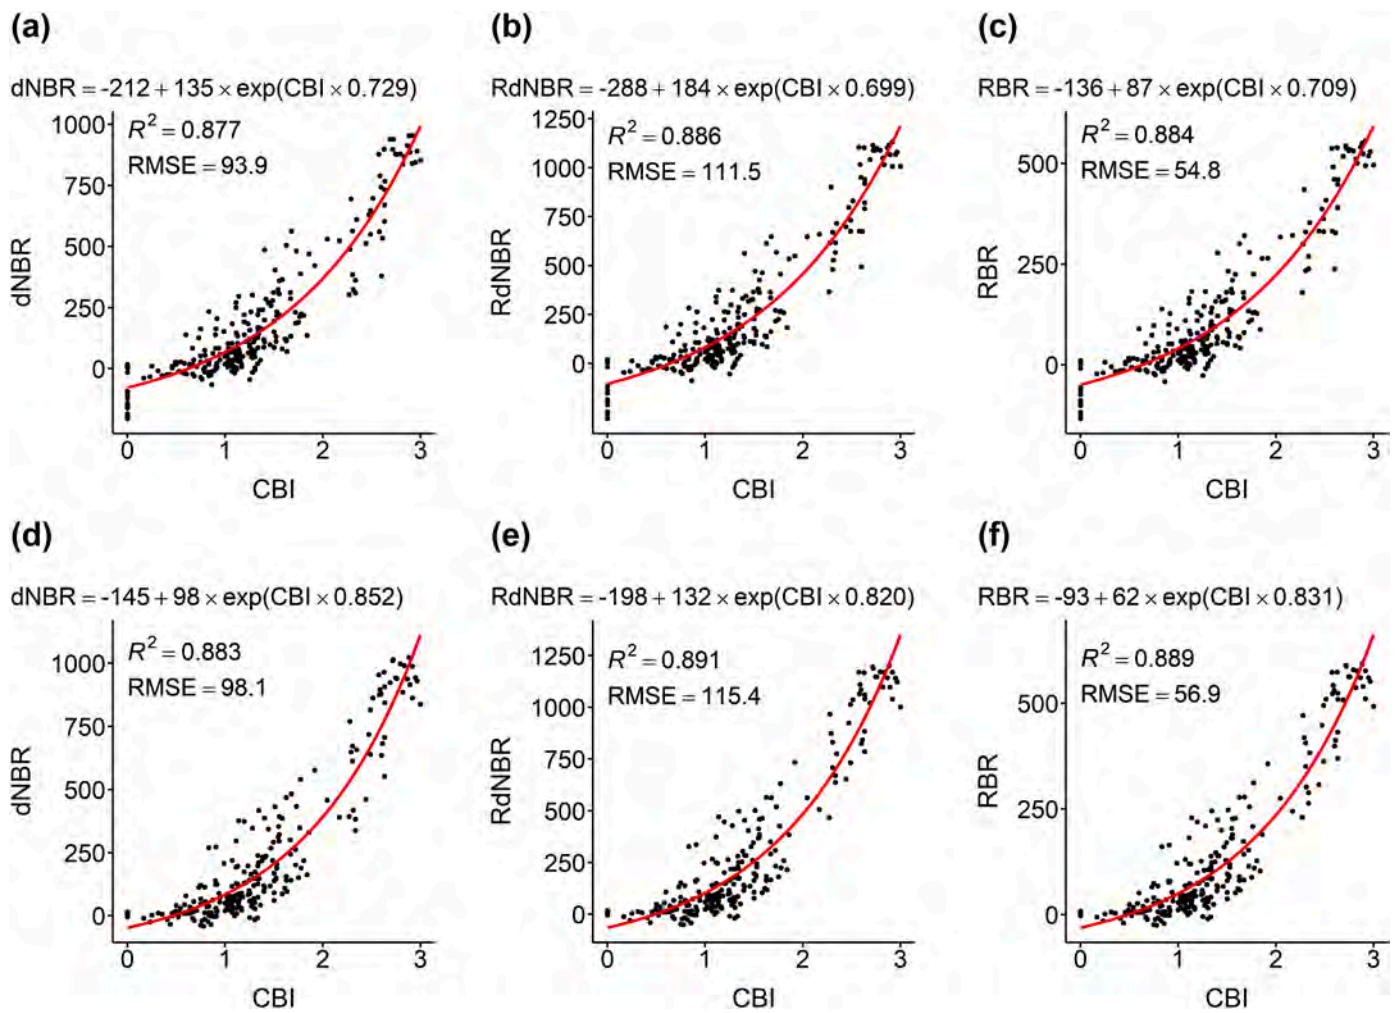 (a)
dNBR = -212 + 135 × exp(CBI × 0.729)
R² = 0.877
RMSE = 93.9
1000
750
500
250
0
dNBR
0 1 2 3
CBI
(b)
RdNBR = -288 + 184 × exp(CBI × 0.699)
R² = 0.886
RMSE = 111.5
1250
1000
750
500
250
0
RdNBR
0 1 2 3
CBI
(c)
RBR = -136 + 87 × exp(CBI × 0.709)
R² = 0.884
RMSE = 54.8
500
250
0
RBR
0 1 2 3
CBI
(d)
dNBR = -145 + 98 × exp(CBI × 0.852)
R² = 0.883
RMSE = 98.1
1000
750
500
250
0
dNBR
0 1 2 3
CBI
(e)
RdNBR = -198 + 132 × exp(CBI × 0.820)
R² = 0.891
RMSE = 115.4
1250
1000
750
500
250
0
RdNBR
0 1 2 3
CBI
(f)
RBR = -93 + 62 × exp(CBI × 0.831)
R² = 0.889
RMSE = 56.9
500
250
0
RBR
0 1 2 3
CBI